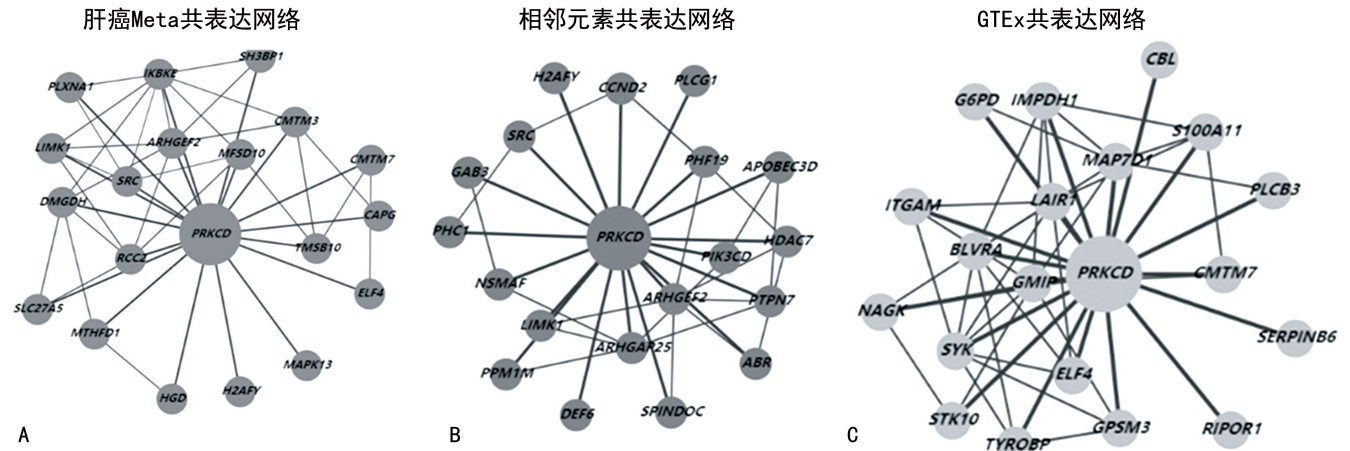 肝癌Meta共表达网络
相邻元素共表达网络
GTEx共表达网络
SH3BP1
IKBKE
PLXNA1
CMTM3
LIMK1
ARHGEF2
MFSD10
CMTM7
SRC
DMGDH
CAPG
PRKCD
TMSB10
RCC2
ELF4
SLC27A5
MTHFD1
MAPK13
HGD
H2AFY
A
H2AFY
CCND2
PLCG1
SRC
PHF19
APOBEC3D
GAB3
PHC1
PRKCD
HDAC7
PIK3CD
NSMAF
ARHGEF2
PTPN7
LIMK1
ARHGAP25
PPM1M
ABR
DEF6
SPINDOC
B
CBL
G6PD
IMPDH1
S100A11
MAP7D1
PLCB3
ITGAM
LAIR1
BLVRA
PRKCD
CMTM7
GMIP
NAGK
SERPINB6
SYK
ELF4
STK10
GPSM3
RIPOR1
TYROBP
C